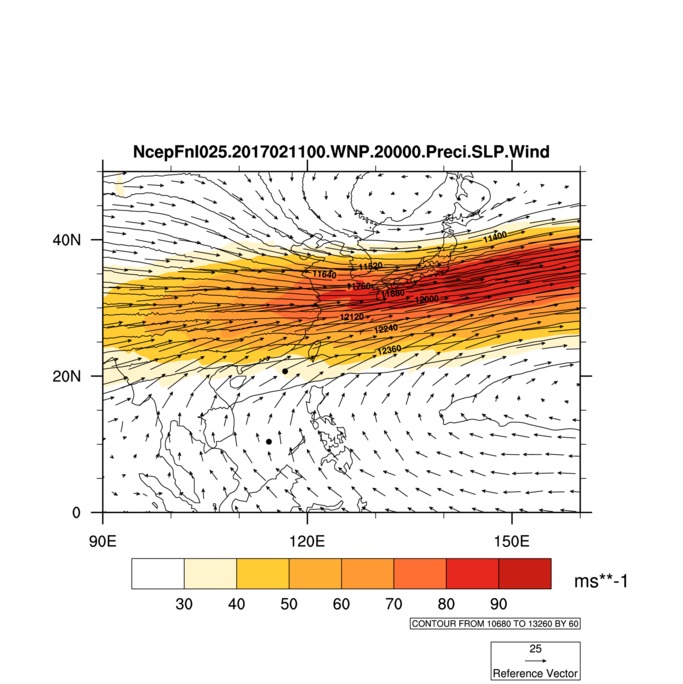 NcepFnl025.2017021100.WNP.20000.Preci.SLP.Wind
40N
20N
0
90E 120E 150E
11400
11520
11640
11760
11880
12000
12120
12240
12360
30 40 50 60 70 80 90
ms**-1
CONTOUR FROM 10680 TO 13260 BY 60
25
Reference Vector